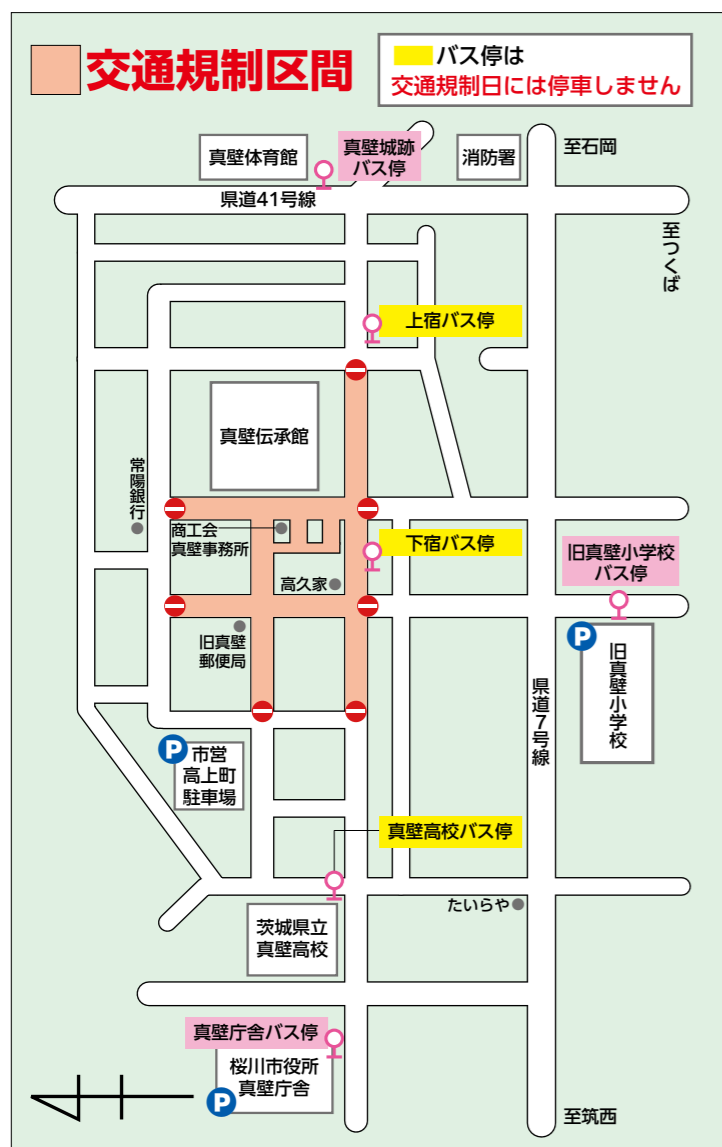 交通規制区間
バス停は
交通規制日には停車しません
真壁体育館
真壁城跡
バス停
消防署
至石岡
県道41号線
至つくば
上宿バス停
真壁伝承館
常陽銀行
商工会
真壁事務所
下宿バス停
旧真壁小学校
バス停
高久家
旧真壁
郵便局
P
旧真壁小学校
県道7号線
P
市営
高上町
駐車場
真壁高校バス停
たいらや
茨城県立
真壁高校
真壁庁舎バス停
桜川市役所
真壁庁舎
P
至筑西